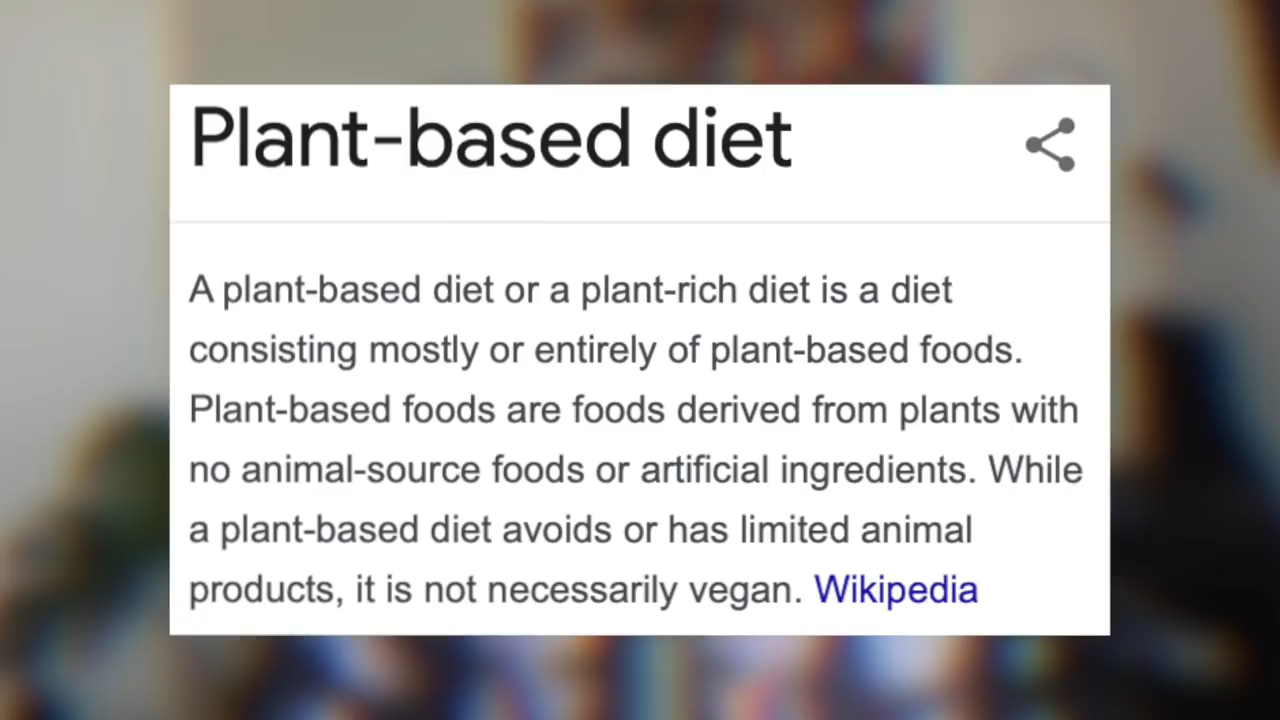 Plant-based diet
A plant-based diet or a plant-rich diet is a diet
consisting mostly or entirely of plant-based foods.
Plant-based foods are foods derived from plants with
no animal-source foods or artificial ingredients. While
a plant-based diet avoids or has limited animal
products, it is not necessarily vegan. Wikipedia